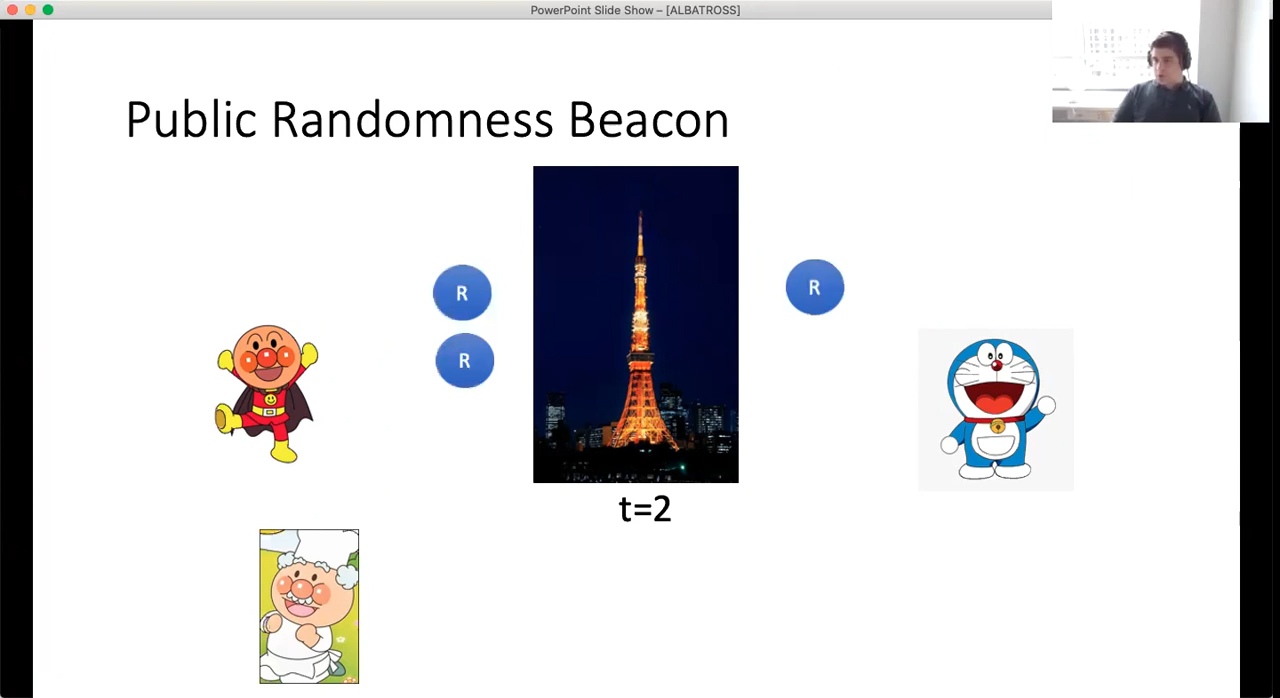 PowerPoint Slide Show – [ALBATROSS]
Public Randomness Beacon
R
R
R
t=2